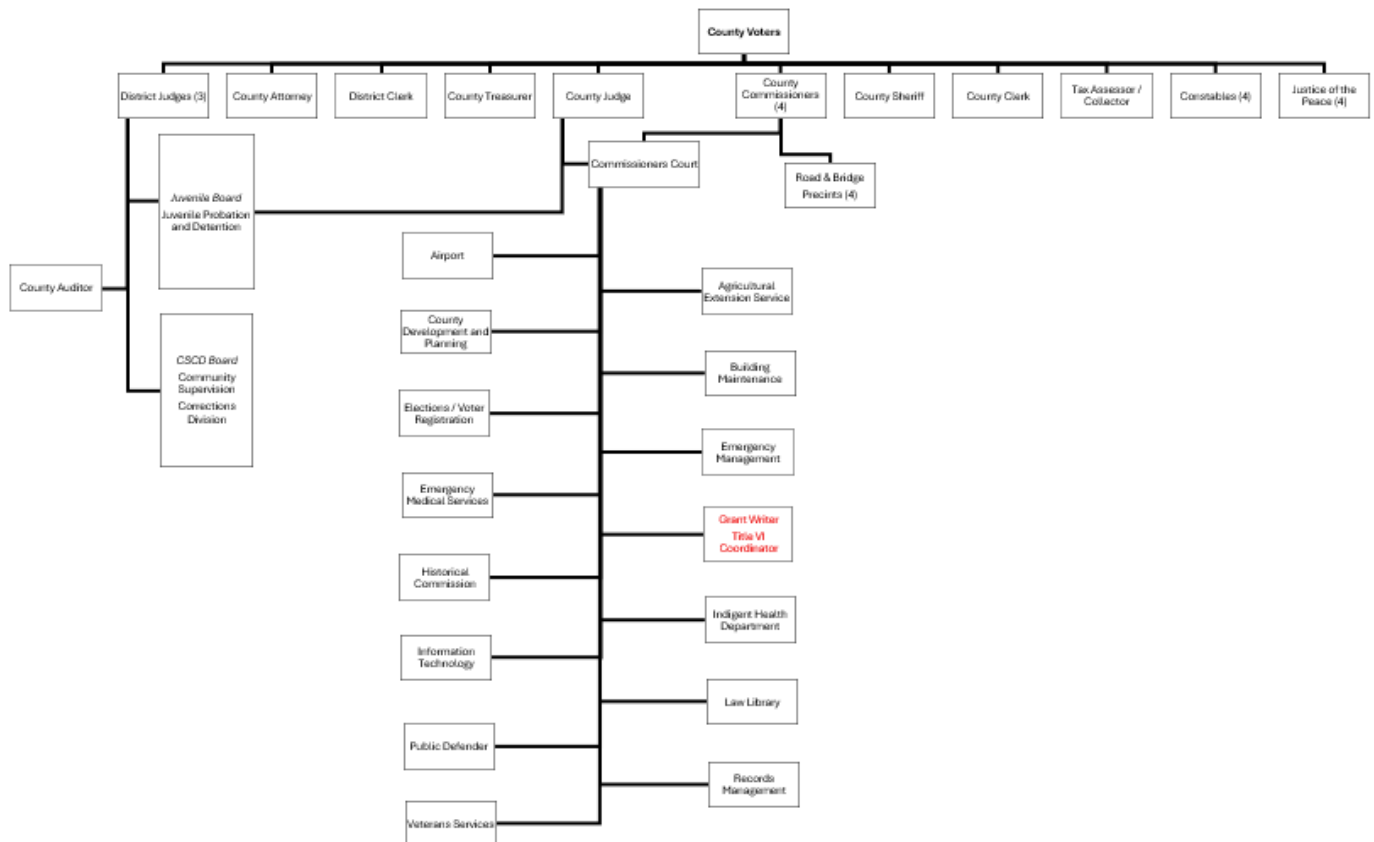 County Voters
District Judges (3)
County Attorney
District Clerk
County Treasurer
County Judge
County
Commissioners
(4)
County Sheriff
County Clerk
Tax Assessor /
Collector
Constables (4)
Justice of the
Peace (4)
Juvenile Board
Juvenile Probation
and Detention
Commissioners Court
Road & Bridge
Precints (4)
County Auditor
CSCD Board
Community
Supervision
Corrections
Division
Airport
Agricultural
Extension Service
County
Development and
Planning
Building
Maintenance
Elections / Voter
Registration
Emergency
Management
Emergency
Medical Services
Grant Writer
Title VI
Coordinator
Historical
Commission
Indigent Health
Department
Information
Technology
Law Library
Public Defender
Records
Management
Veterans Services